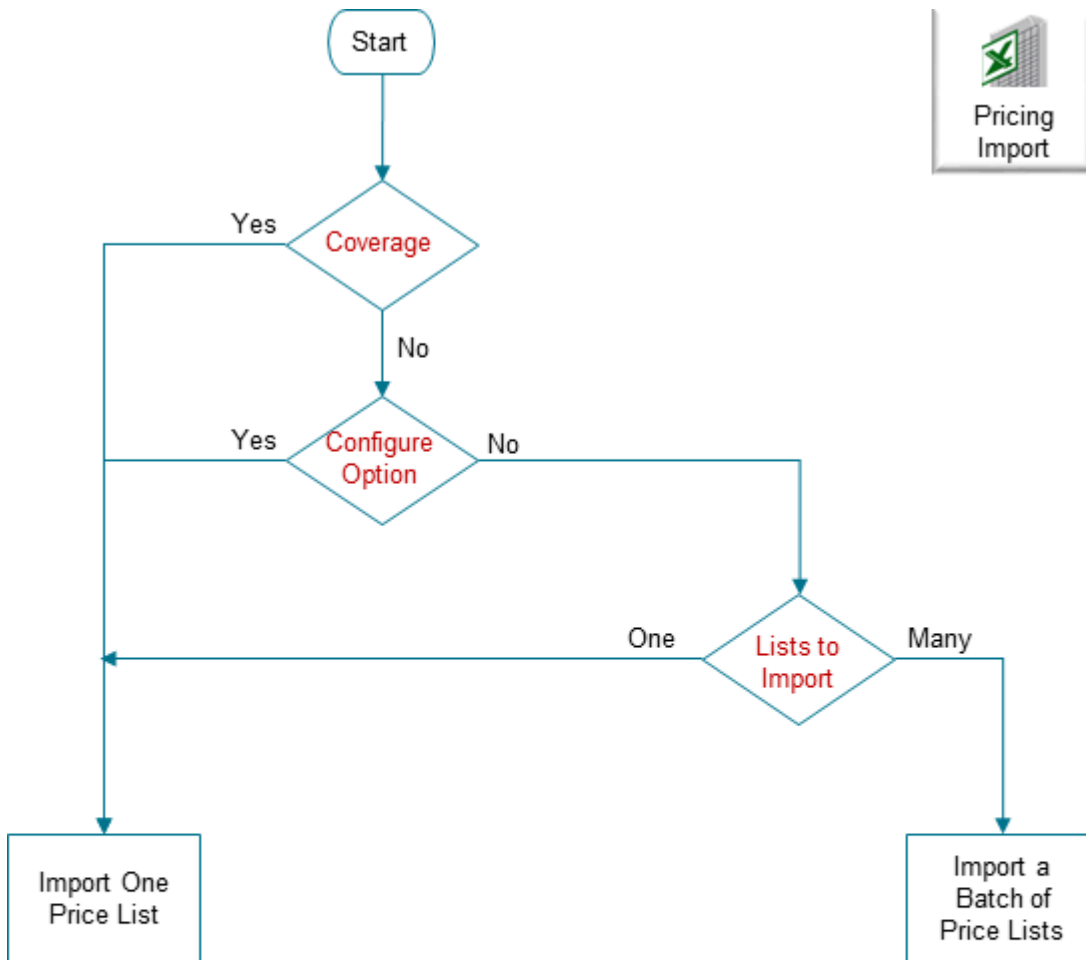 Start
Pricing
Import
Yes
Coverage
No
Yes
Configure
Option
No
One
Lists to
Import
Many
Import One
Price List
Import a
Batch of
Price Lists